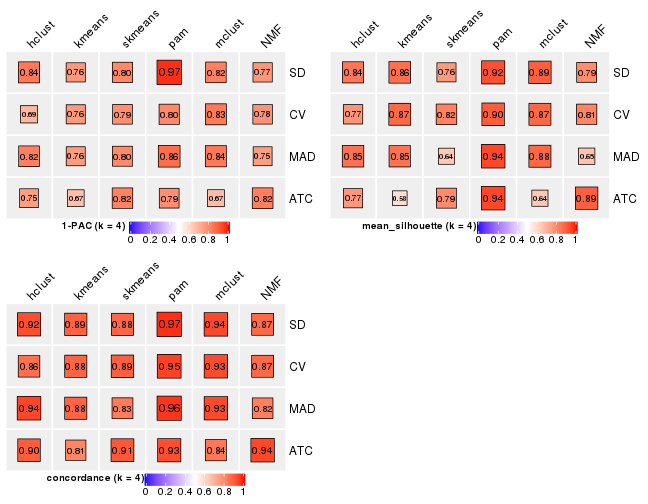 hclust kmeans skmeans pam mclust NMF
0.84 0.76 0.80 0.97 0.82 0.77 SD
0.69 0.76 0.79 0.80 0.83 0.78 CV
0.82 0.76 0.80 0.86 0.84 0.75 MAD
0.75 0.67 0.82 0.79 0.67 0.82 ATC
1-PAC (k = 4)
0 0.2 0.4 0.6 0.8 1
hclust kmeans skmeans pam mclust NMF
0.84 0.86 0.76 0.92 0.89 0.79 SD
0.77 0.87 0.82 0.90 0.87 0.81 CV
0.85 0.85 0.64 0.94 0.88 0.65 MAD
0.77 0.58 0.79 0.94 0.64 0.89 ATC
mean_silhouette (k = 4)
0 0.2 0.4 0.6 0.8 1
hclust kmeans skmeans pam mclust NMF
0.92 0.89 0.88 0.97 0.94 0.87 SD
0.86 0.88 0.89 0.95 0.93 0.87 CV
0.94 0.88 0.83 0.96 0.93 0.82 MAD
0.90 0.81 0.91 0.93 0.84 0.94 ATC
concordance (k = 4)
0 0.2 0.4 0.6 0.8 1